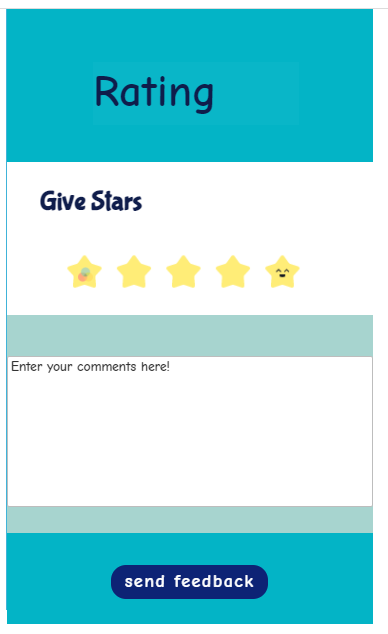 Rating
Give Stars
Enter your comments here!
send feedback